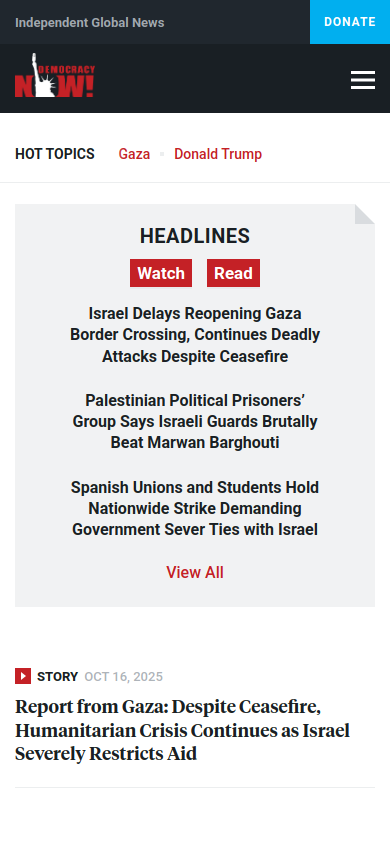 Independent Global News
DONATE
DEMOCRACY
NOW!
HOT TOPICS
Gaza
Donald Trump
HEADLINES
Watch
Read
Israel Delays Reopening Gaza
Border Crossing, Continues Deadly
Attacks Despite Ceasefire
Palestinian Political Prisoners’
Group Says Israeli Guards Brutally
Beat Marwan Barghouti
Spanish Unions and Students Hold
Nationwide Strike Demanding
Government Sever Ties with Israel
View All
STORY OCT 16, 2025
Report from Gaza: Despite Ceasefire,
Humanitarian Crisis Continues as Israel
Severely Restricts Aid